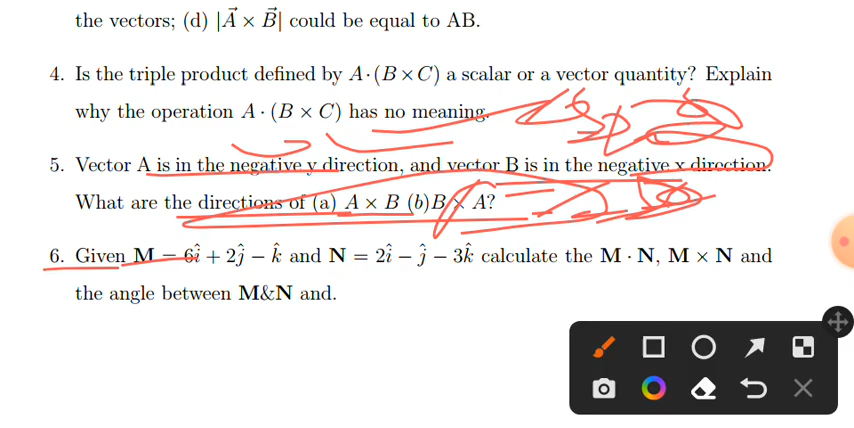 the vectors; (d) |A⃗ × B⃗| could be equal to AB.
4. Is the triple product defined by A · (B × C) a scalar or a vector quantity? Explain
why the operation A · (B × C) has no meaning.
5. Vector A is in the negative y direction, and vector B is in the negative x direction.
What are the directions of (a) A × B (b)B × A?
6. Given M = 6î + 2ĵ − k̂ and N = 2î − ĵ − 3k̂ calculate the M · N, M × N and
the angle between M&N and.